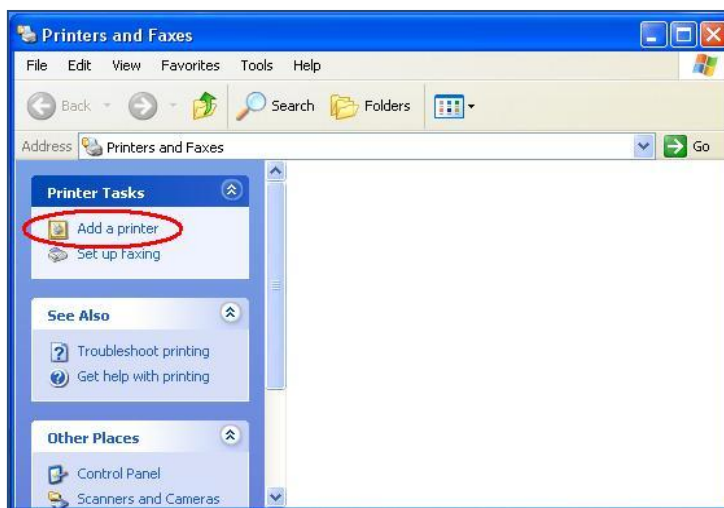 Printers and Faxes
File Edit View Favorites Tools Help
Back Search Folders
Address Printers and Faxes Go
Printer Tasks
Add a printer
Set up faxing
See Also
Troubleshoot printing
Get help with printing
Other Places
Control Panel
Scanners and Cameras